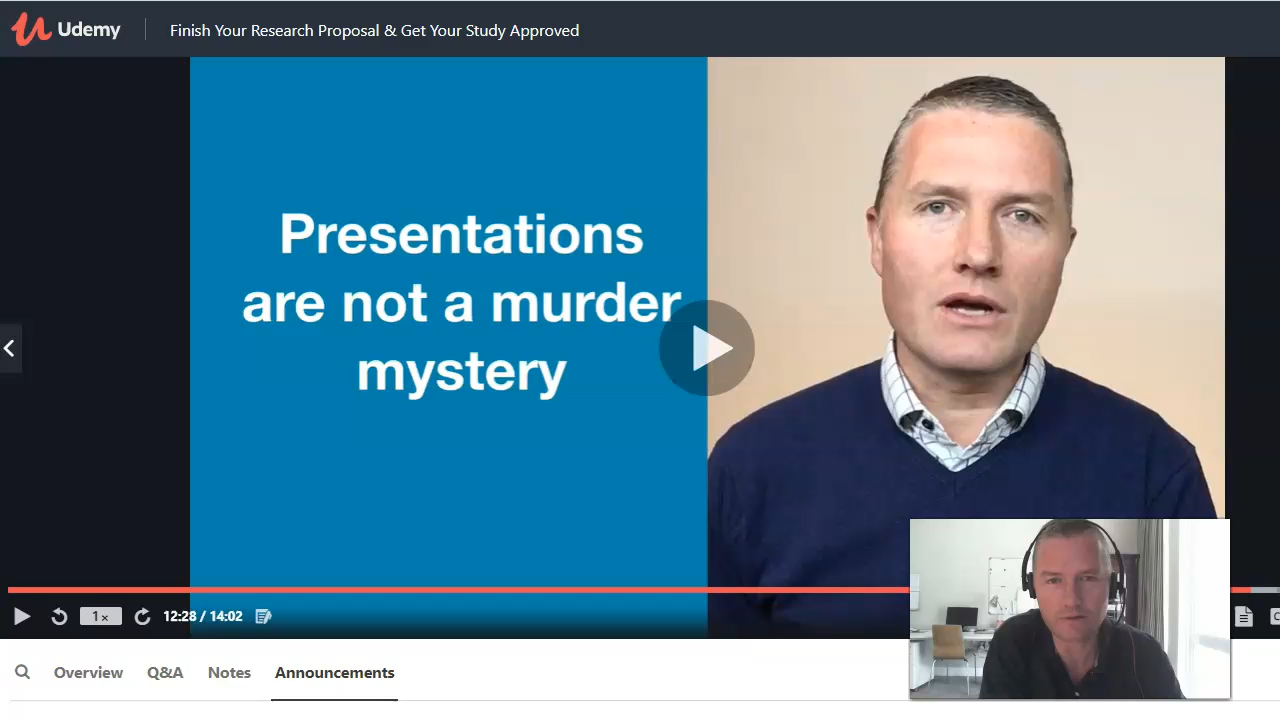 Udemy
Finish Your Research Proposal & Get Your Study Approved
Presentations
are not a murder
mystery
1×
12:28 / 14:02
Overview
Q&A
Notes
Announcements